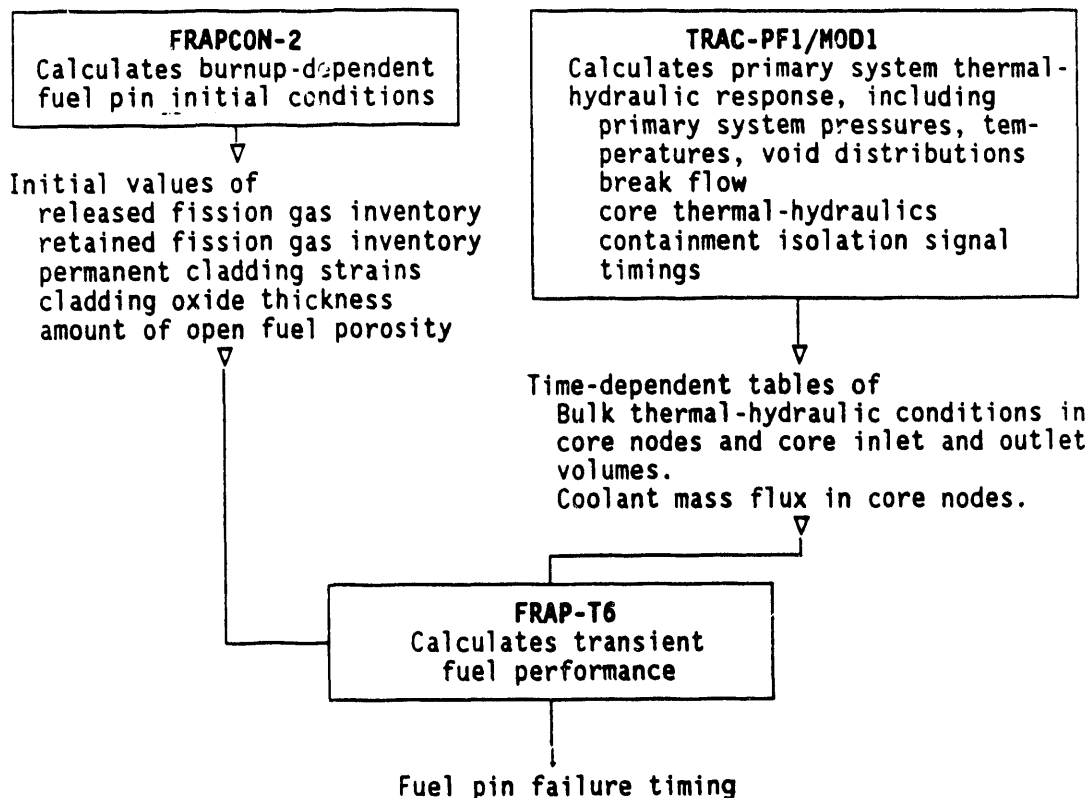 FRAPCON-2
Calculates burnup-dependent
fuel pin initial conditions
Initial values of
released fission gas inventory
retained fission gas inventory
permanent cladding strains
cladding oxide thickness
amount of open fuel porosity
TRAC-PF1/MOD1
Calculates primary system thermal-
hydraulic response, including
primary system pressures, tem-
peratures, void distributions
break flow
core thermal-hydraulics
containment isolation signal
timings
Time-dependent tables of
Bulk thermal-hydraulic conditions in
core nodes and core inlet and outlet
volumes.
Coolant mass flux in core nodes.
FRAP-T6
Calculates transient
fuel performance
Fuel pin failure timing